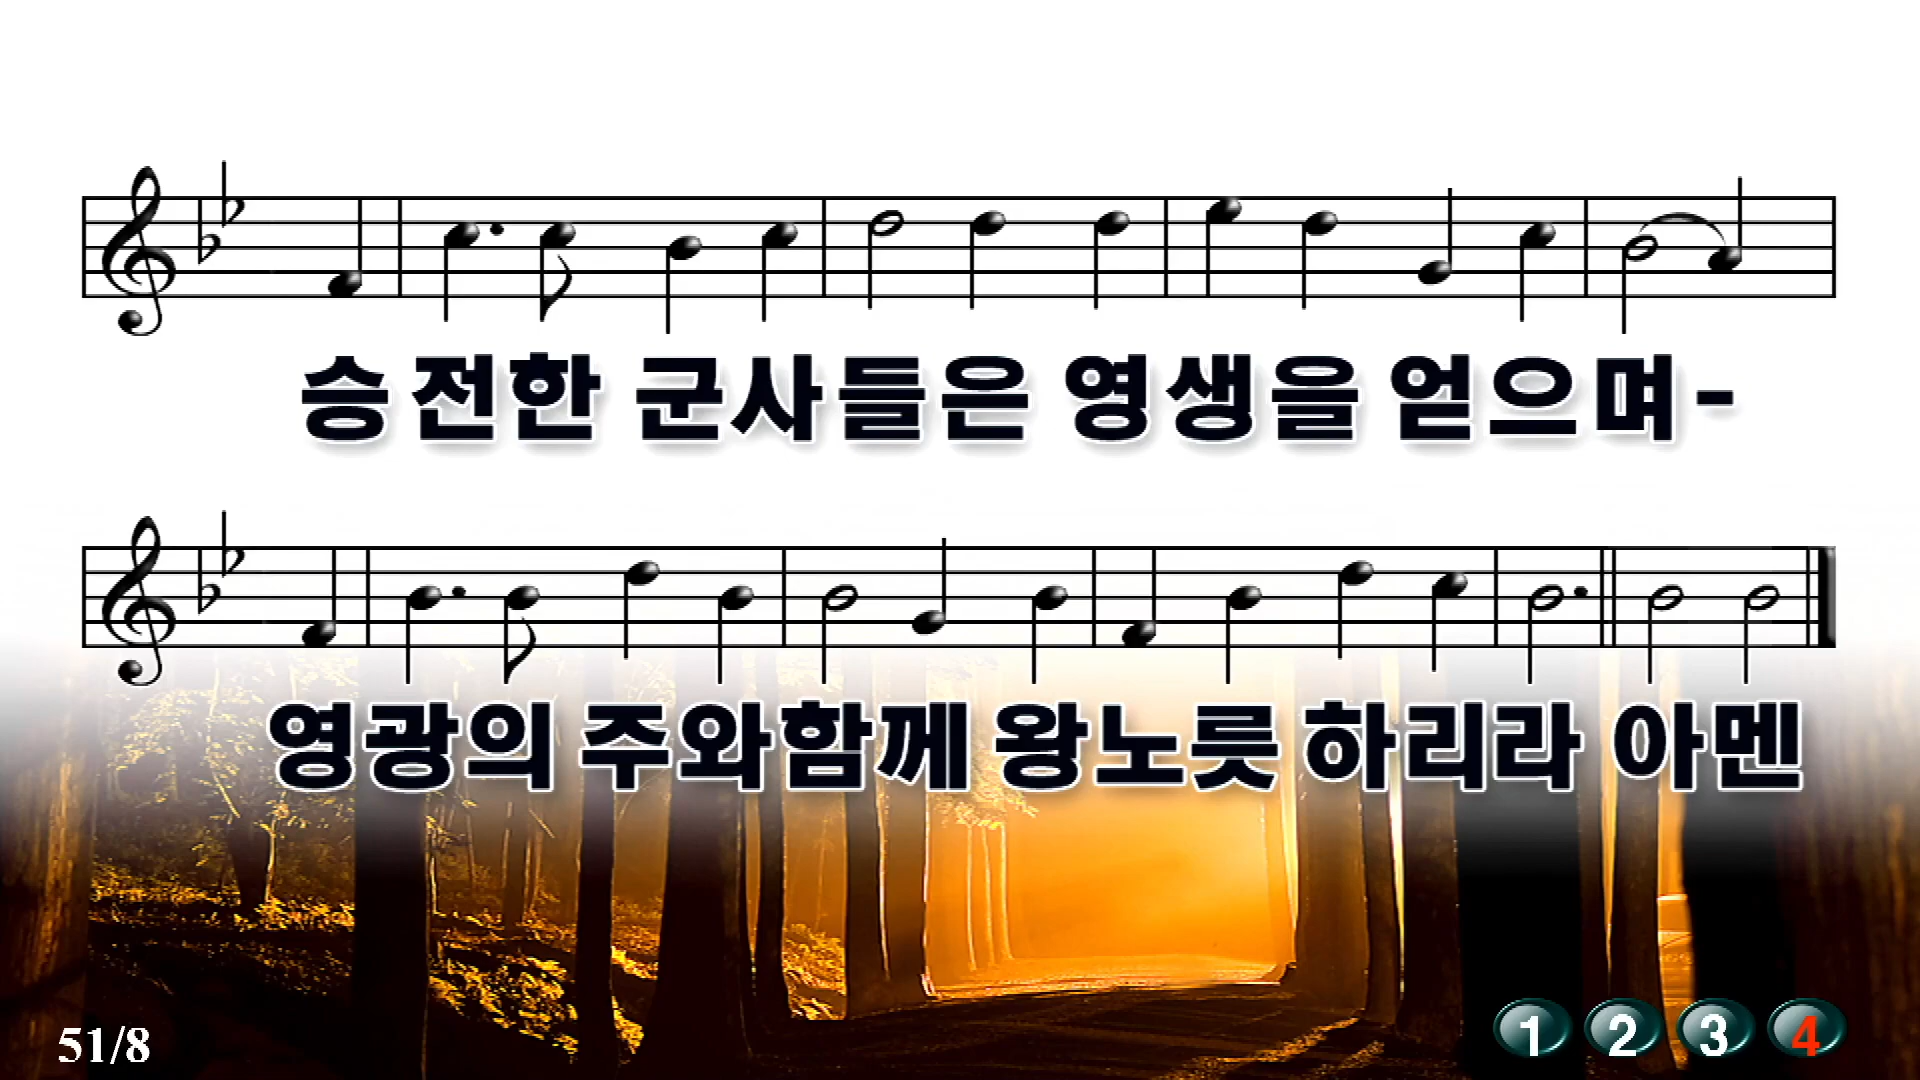 승전한 군사들은 영생을 얻으며-
영광의 주와함께 왕노릇 하리라 아멘
51/8
1 2 3 4